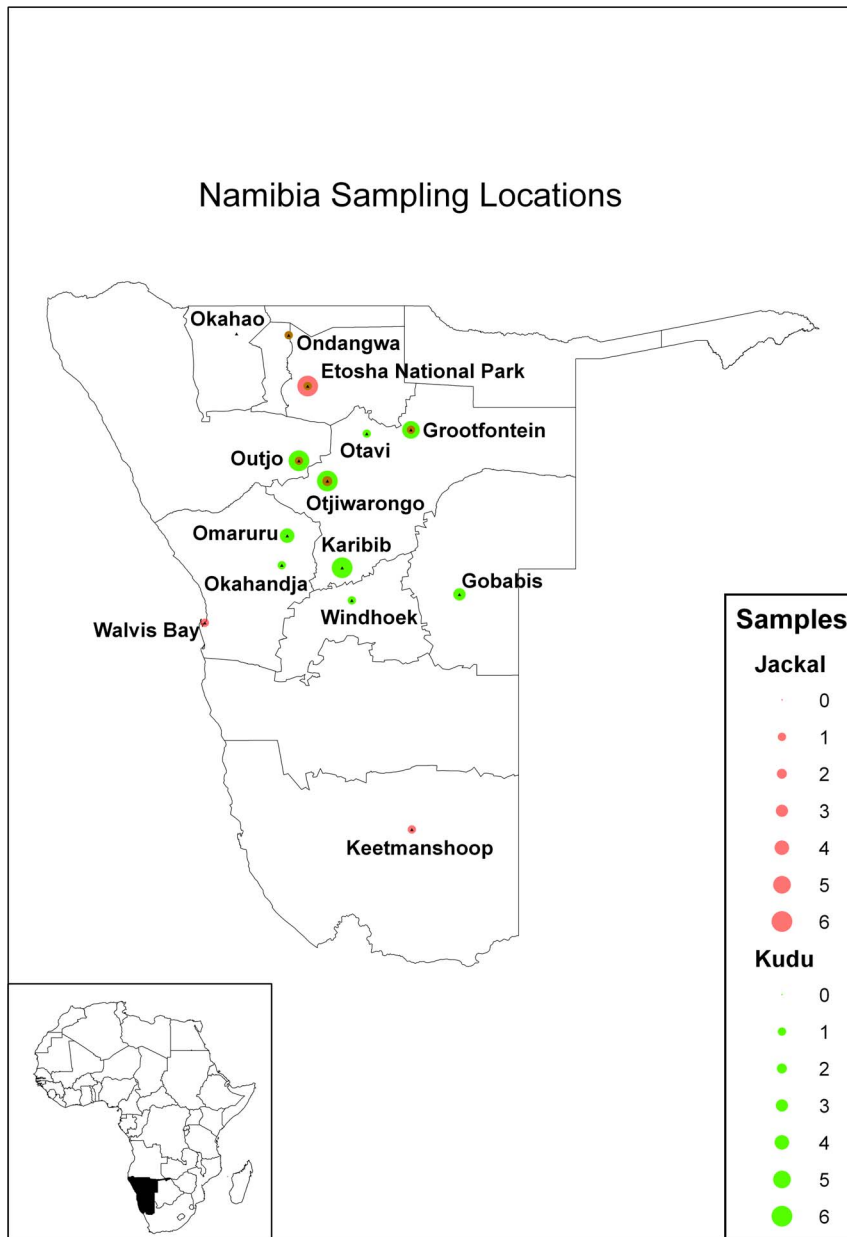 Namibia Sampling Locations
Okahao
Ondangwa
Etosha National Park
Grootfontein
Otavi
Outjo
Otjiwarongo
Omaruru
Karibib
Okahandja
Gobabis
Windhoek
Walvis Bay
Keetmanshoop
Samples
Jackal
0
1
2
3
4
5
6
Kudu
0
1
2
3
4
5
6